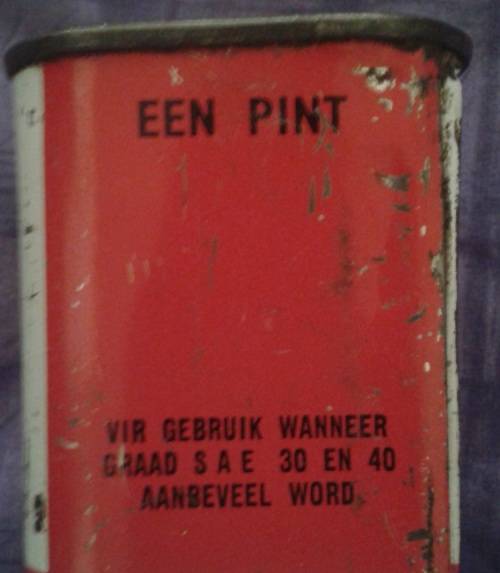 EEN PINT
VIR GEBRUIK WANNEER
GRAAD S A E 30 EN 40
AANBEVEEL WORD